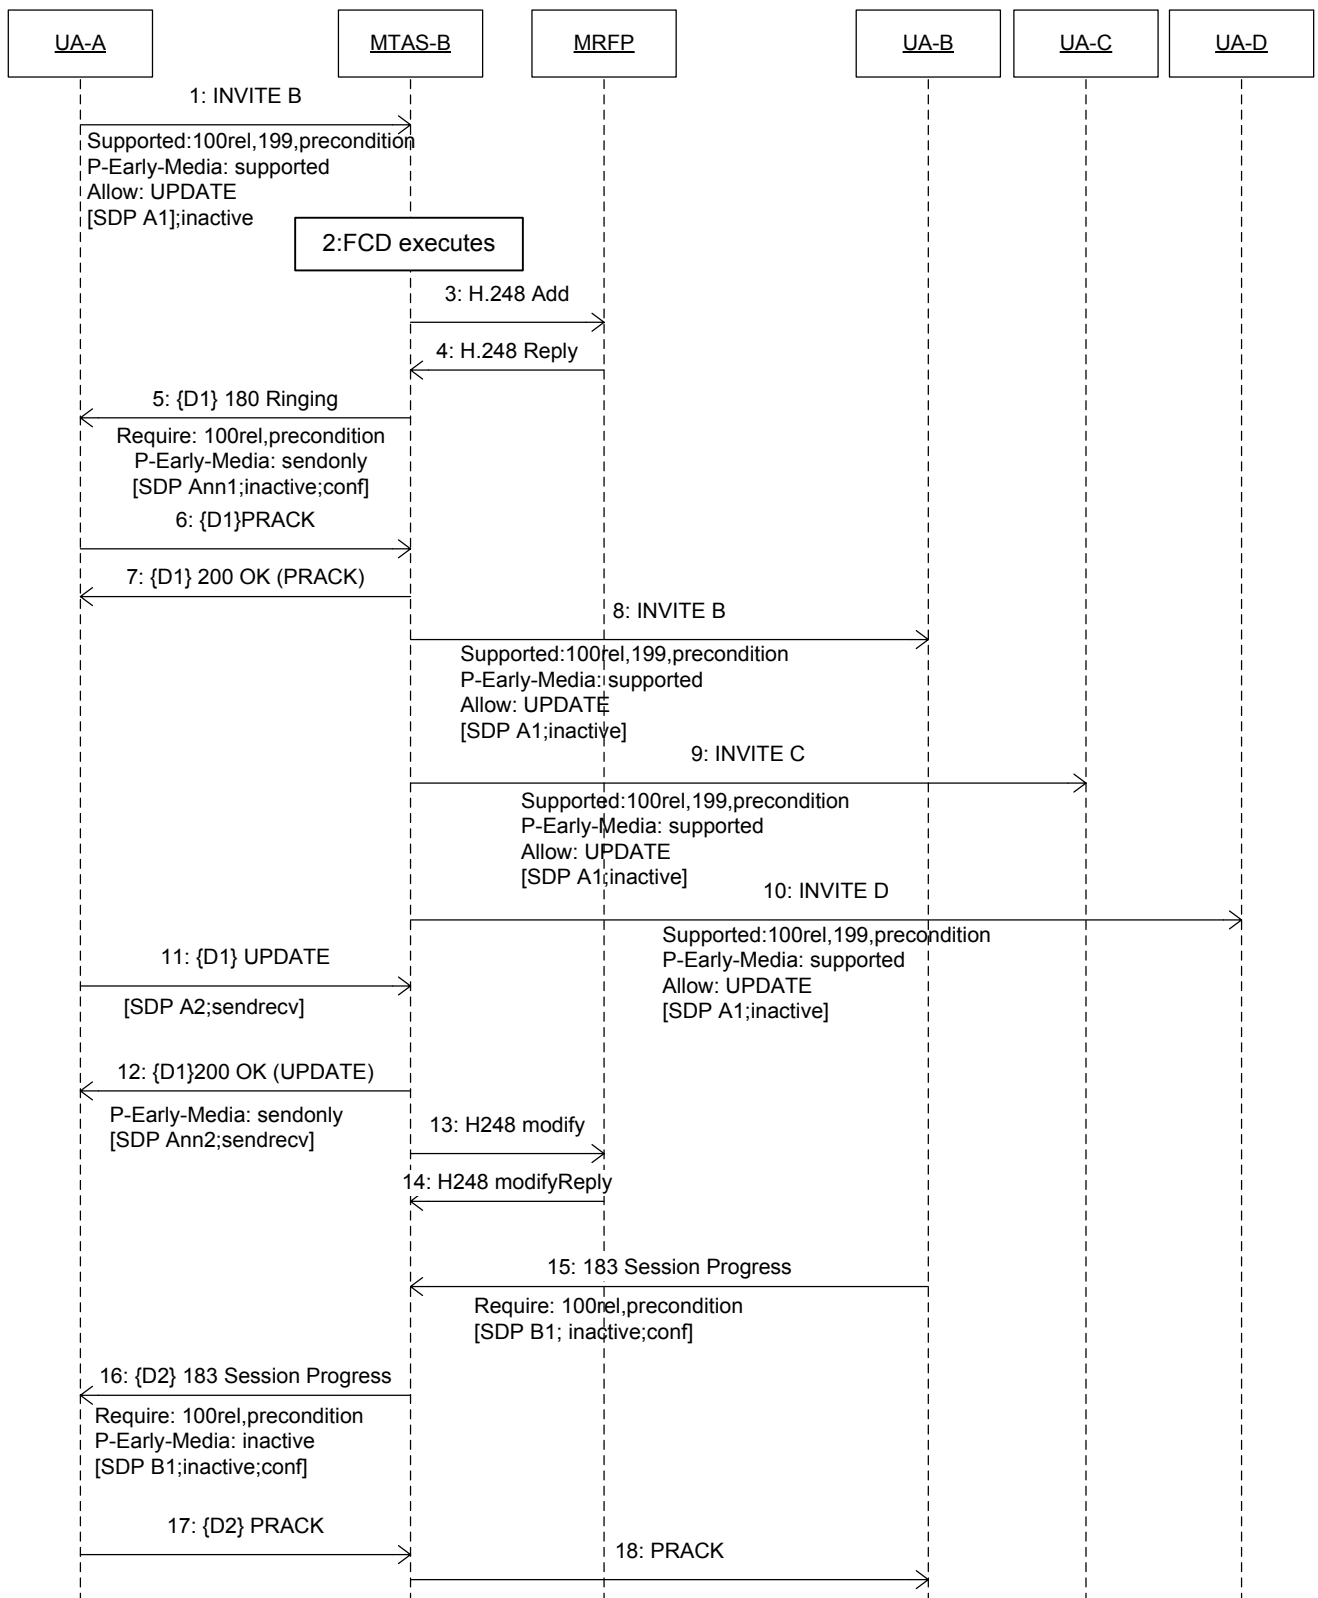 UA-A
MTAS-B
MRFP
UA-B
UA-C
UA-D
1: INVITE B
Supported:100rel,199,precondition
P-Early-Media: supported
Allow: UPDATE
[SDP A1];inactive
2:FCD executes
3: H.248 Add
4: H.248 Reply
5: {D1} 180 Ringing
Require: 100rel,precondition
P-Early-Media: sendonly
[SDP Ann1;inactive;conf]
6: {D1}PRACK
7: {D1} 200 OK (PRACK)
8: INVITE B
Supported:100rel,199,precondition
P-Early-Media: supported
Allow: UPDATE
[SDP A1;inactive]
9: INVITE C
Supported:100rel,199,precondition
P-Early-Media: supported
Allow: UPDATE
[SDP A1;inactive]
10: INVITE D
Supported:100rel,199,precondition
P-Early-Media: supported
Allow: UPDATE
[SDP A1;inactive]
11: {D1} UPDATE
[SDP A2;sendrecv]
12: {D1}200 OK (UPDATE)
P-Early-Media: sendonly
[SDP Ann2;sendrecv]
13: H248 modify
14: H248 modifyReply
15: 183 Session Progress
Require: 100rel,precondition
[SDP B1; inactive;conf]
16: {D2} 183 Session Progress
Require: 100rel,precondition
P-Early-Media: inactive
[SDP B1;inactive;conf]
17: {D2} PRACK
18: PRACK